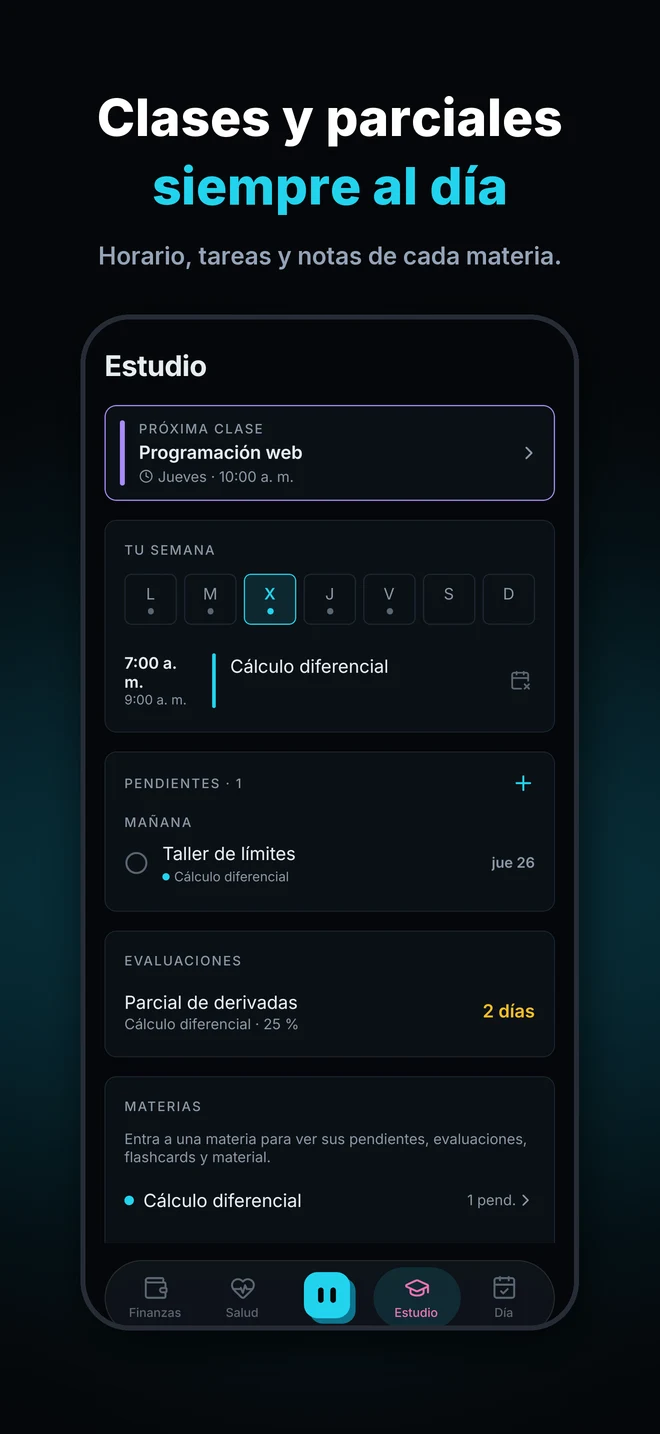 Clases y parciales
siempre al día
Horario, tareas y notas de cada materia.
Estudio
PRÓXIMA CLASE
Programación web
Jueves · 10:00 a. m.
TU SEMANA
L M X J V S D
7:00 a.
m.
9:00 a. m.
Cálculo diferencial
PENDIENTES · 1
MAÑANA
Taller de límites
Cálculo diferencial
jue 26
EVALUACIONES
Parcial de derivadas
Cálculo diferencial · 25 %
2 días
MATERIAS
Entra a una materia para ver sus pendientes, evaluaciones,
flashcards y material.
Cálculo diferencial
1 pend.
Finanzas
Salud
Estudio
Día